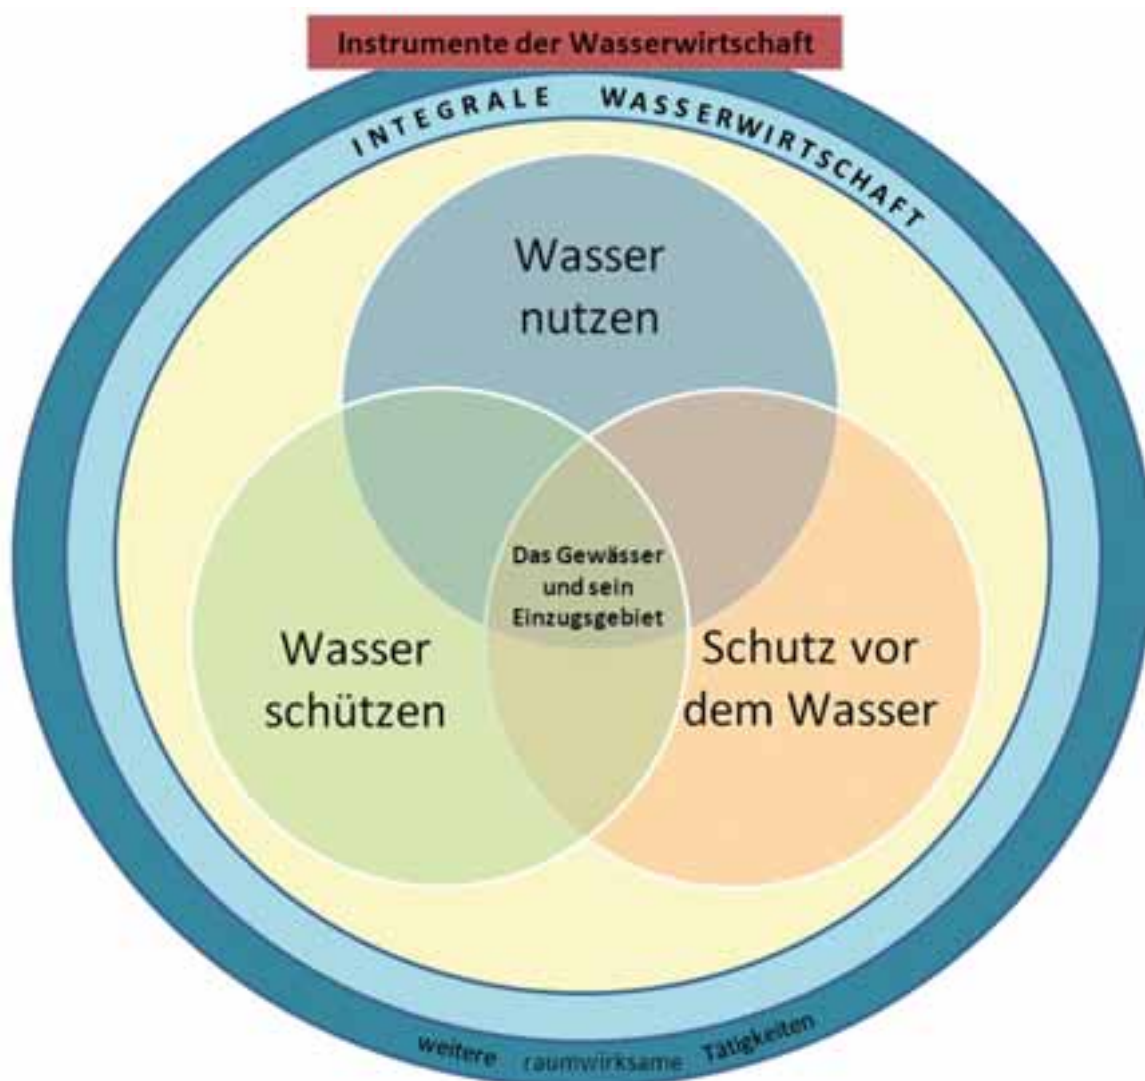 Instrumente der Wasserwirtschaft
INTEGRALE WASSERWIRTSCHAFT
Wasser
nutzen
Das Gewässer
und sein
Einzugsgebiet
Wasser
schützen
Schutz vor
dem Wasser
weitere raumwirksame Tätigkeiten